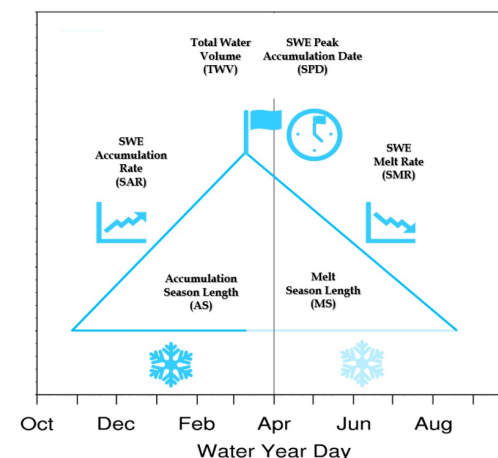 Total Water
Volume
(TWV)
SWE Peak
Accumulation Date
(SPD)
SWE
Accumulation
Rate
(SAR)
SWE
Melt Rate
(SMR)
Accumulation
Season Length
(AS)
Melt
Season Length
(MS)
Oct Dec Feb Apr Jun Aug
Water Year Day